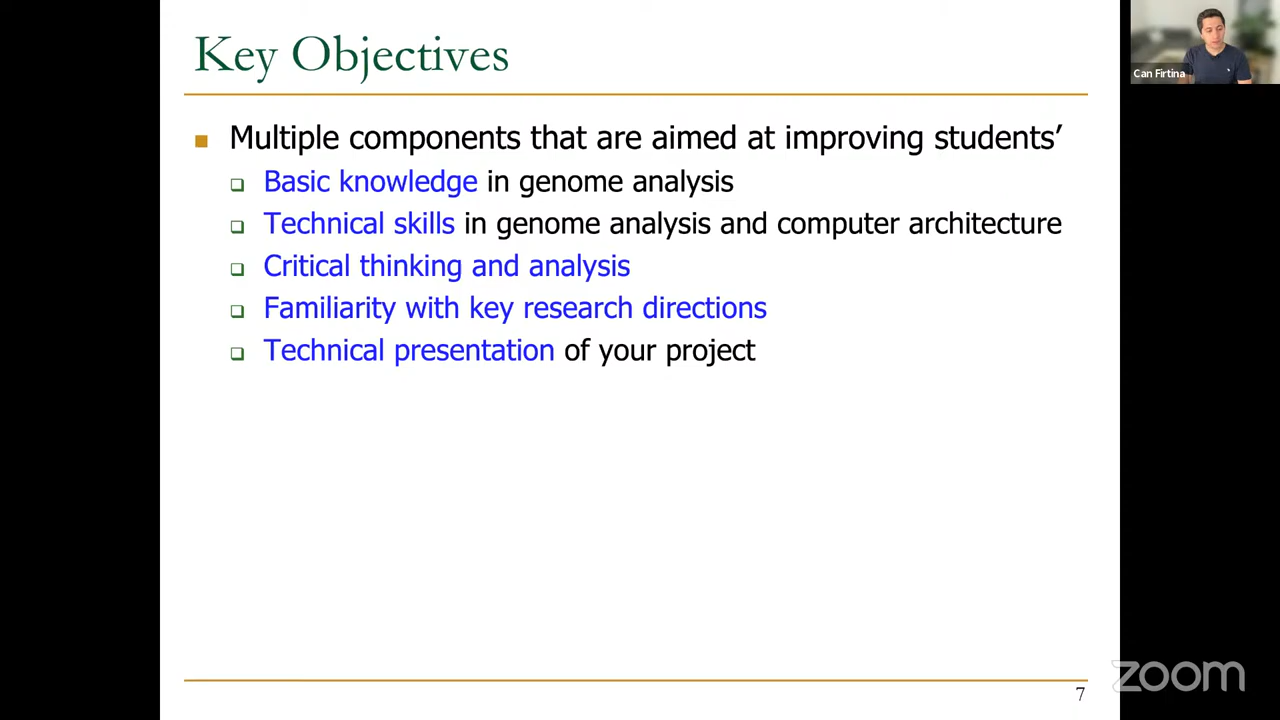 Key Objectives
Can Firtina
Multiple components that are aimed at improving students’
Basic knowledge in genome analysis
Technical skills in genome analysis and computer architecture
Critical thinking and analysis
Familiarity with key research directions
Technical presentation of your project
7
zoom